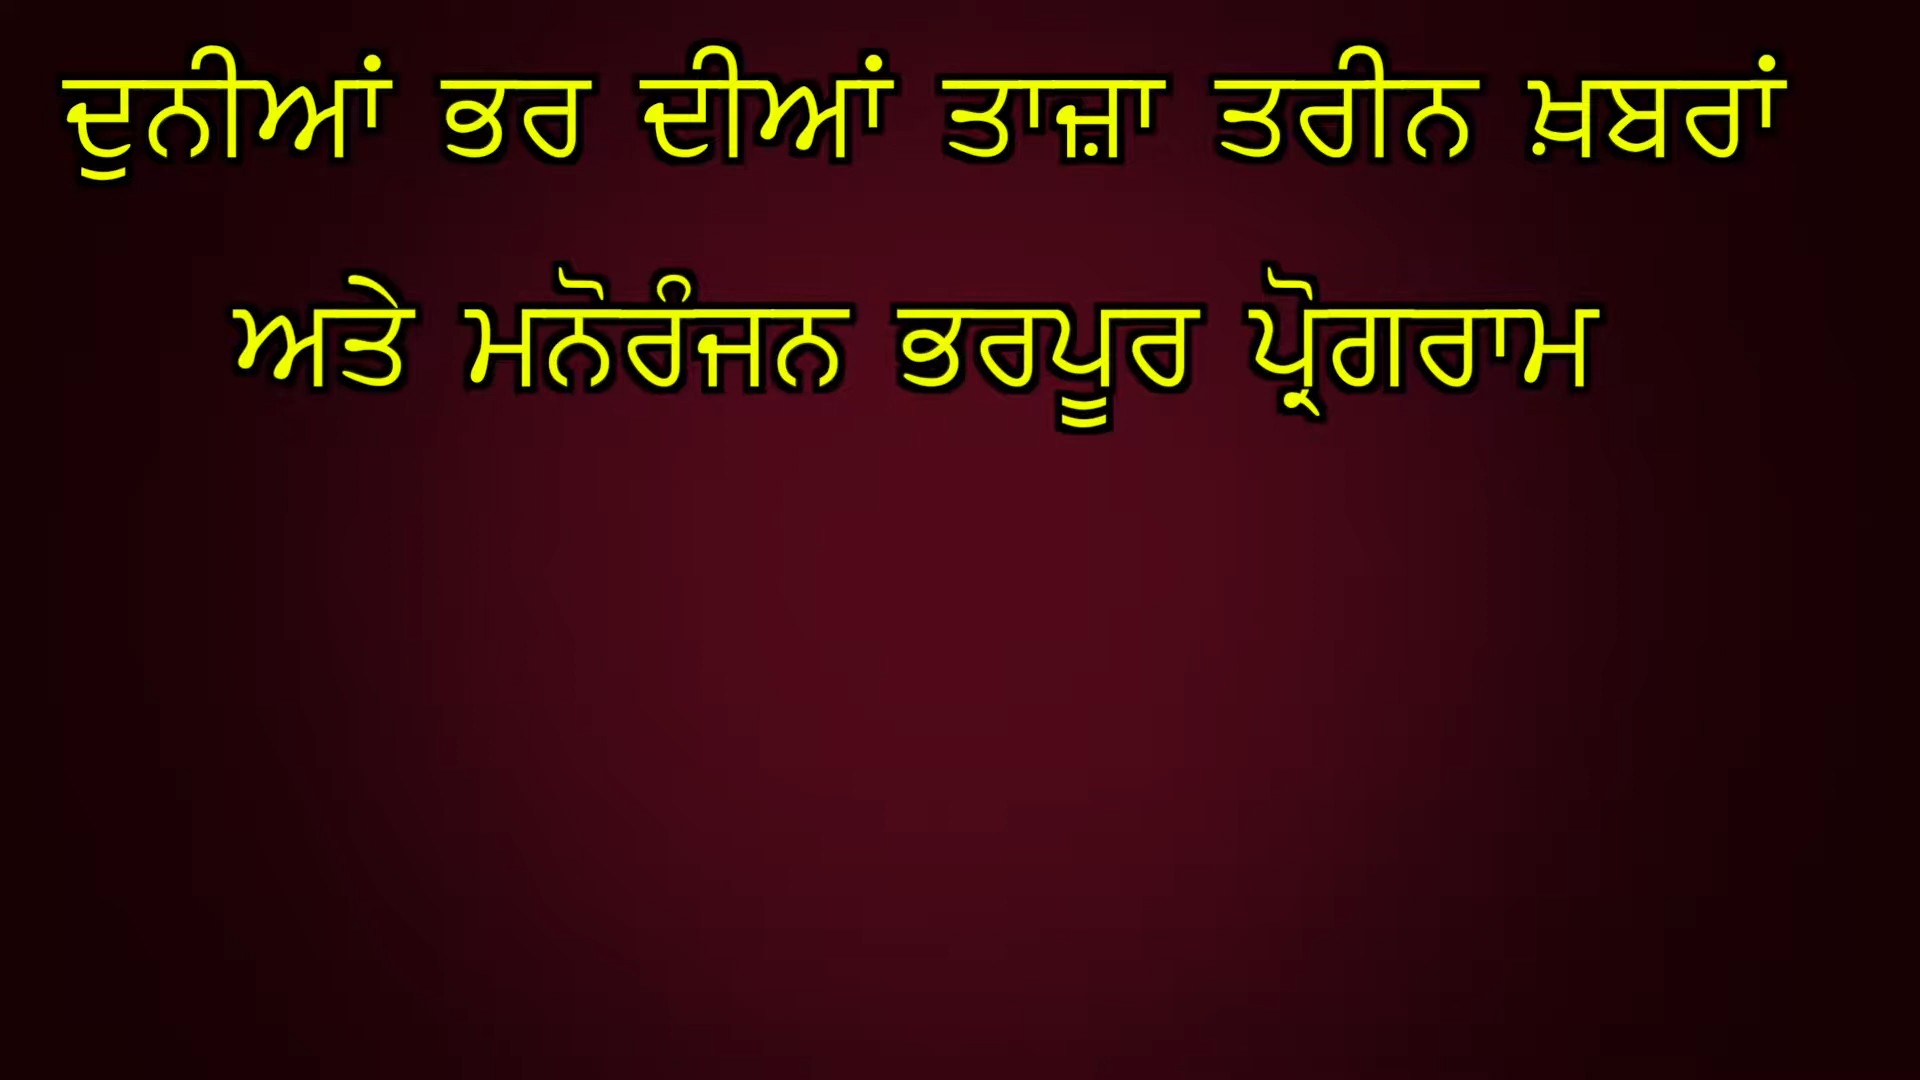 ਦੁਨੀਆਂ ਭਰ ਦੀਆਂ ਤਾਜ਼ਾ ਤਰੀਨ ਖ਼ਬਰਾਂ
ਅਤੇ ਮਨੋਰੰਜਨ ਭਰਪੂਰ ਪ੍ਰੋਗਰਾਮ